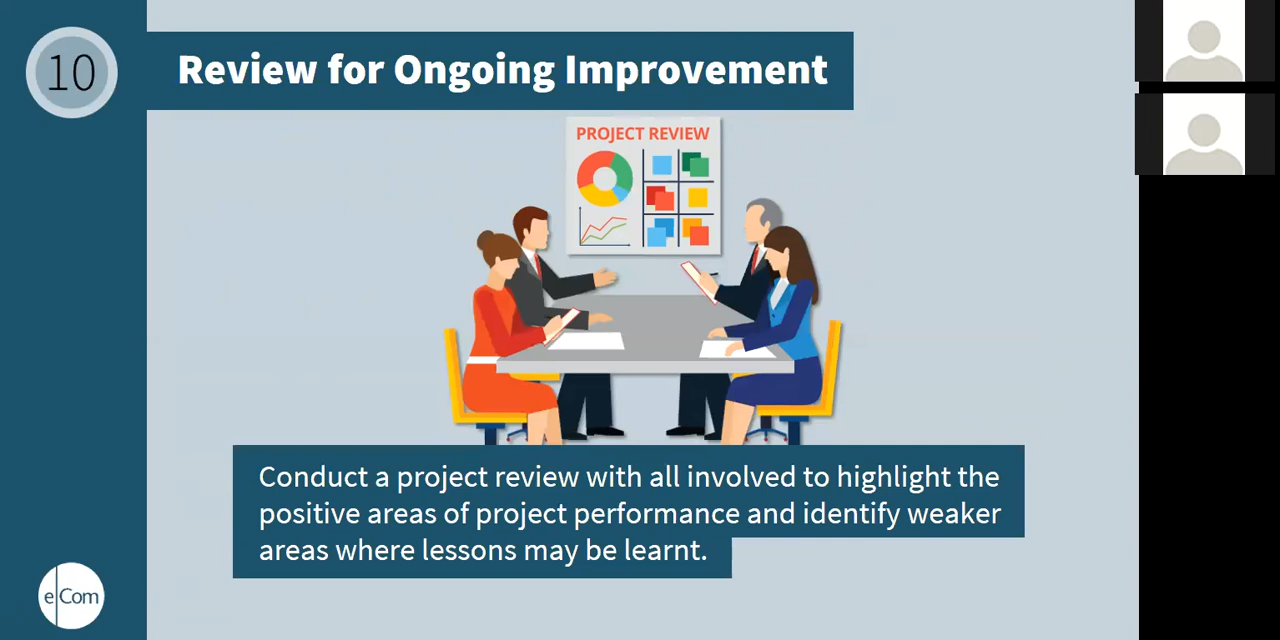 10
Review for Ongoing Improvement
PROJECT REVIEW
Conduct a project review with all involved to highlight the
positive areas of project performance and identify weaker
areas where lessons may be learnt.
e Com